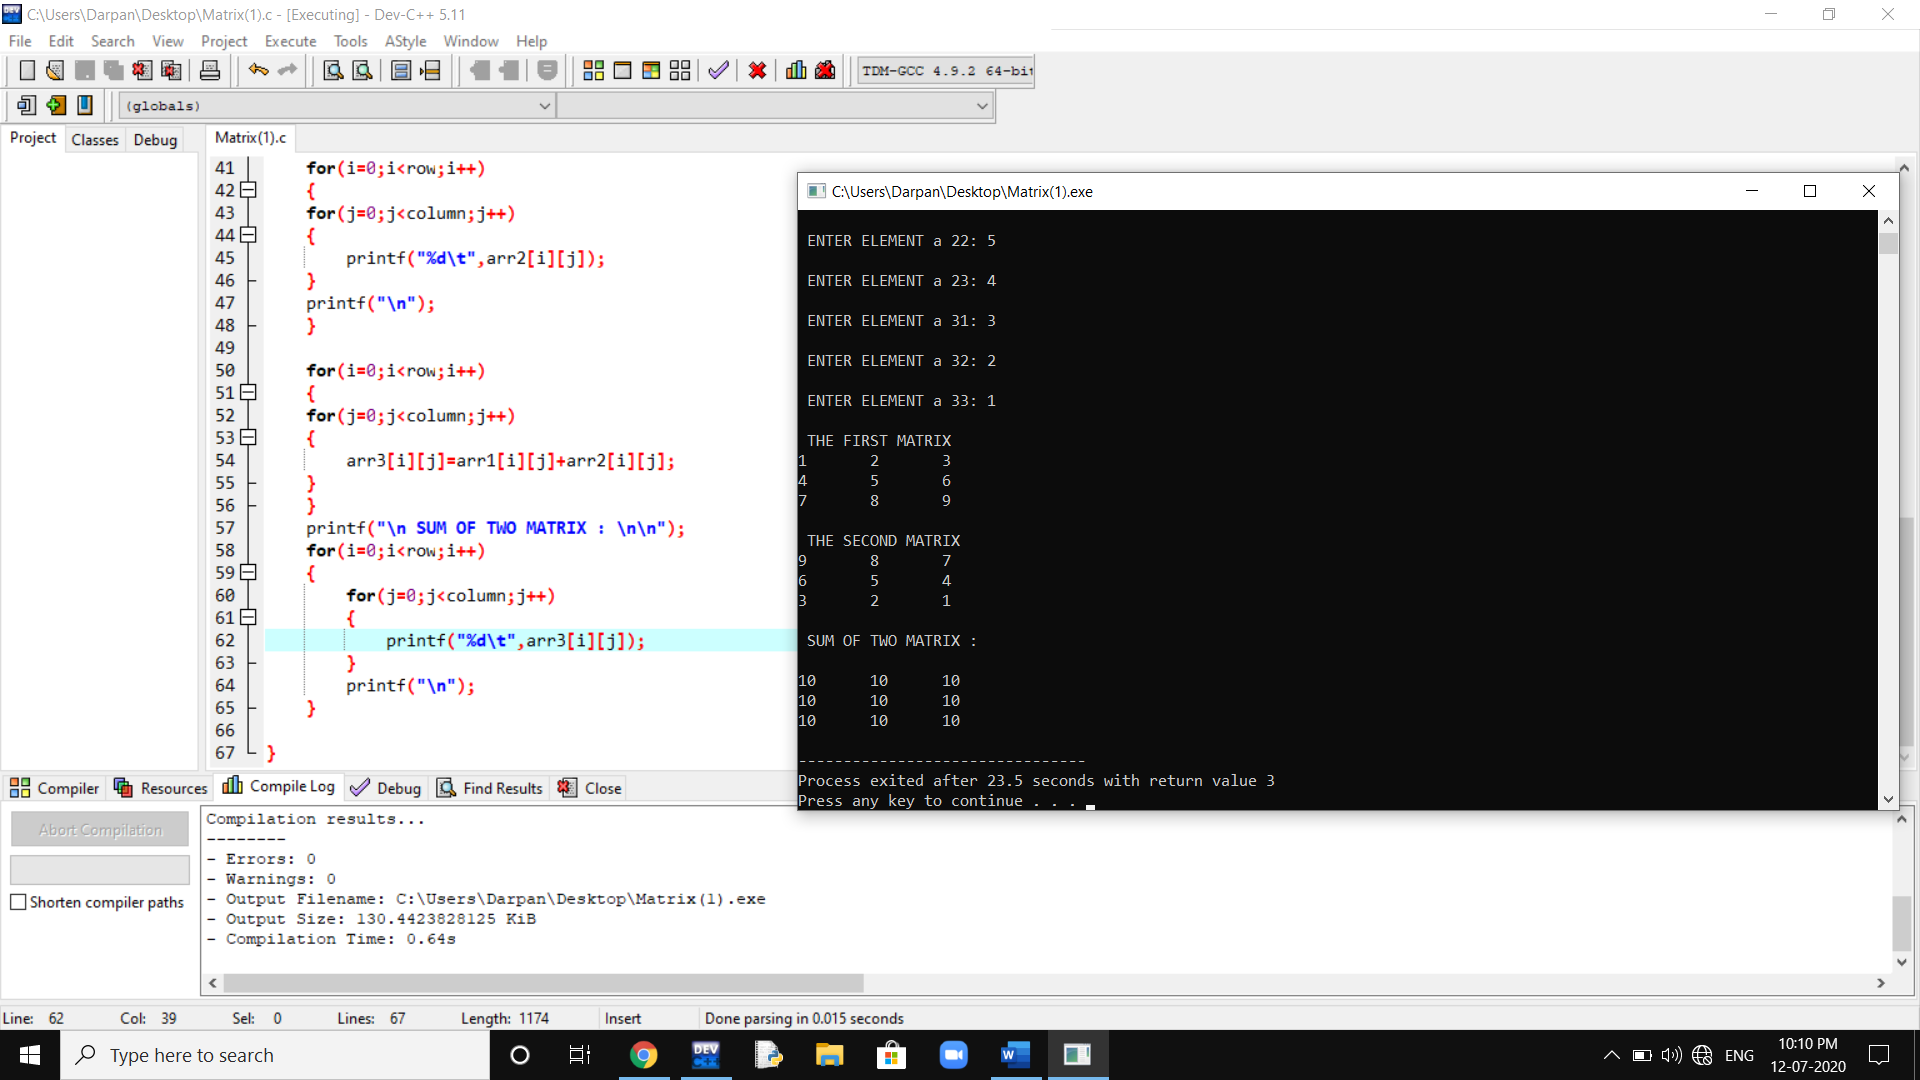 C:\Users\Darpan\Desktop\Matrix(1).c - [Executing] - Dev-C++ 5.11
File Edit Search View Project Execute Tools AStyle Window Help
TDM-GCC 4.9.2 64-bit
(globals)
Project Classes Debug
Matrix(1).c
41 for(i=0;i<row;i++)
42 {
43 for(j=0;j<column;j++)
44 {
45 printf("%d\t",arr2[i][j]);
46 }
47 printf("\n");
48 }
49
50 for(i=0;i<row;i++)
51 {
52 for(j=0;j<column;j++)
53 {
54 arr3[i][j]=arr1[i][j]+arr2[i][j];
55 }
56 }
57 printf("\n SUM OF TWO MATRIX : \n\n");
58 for(i=0;i<row;i++)
59 {
60 for(j=0;j<column;j++)
61 {
62 printf("%d\t",arr3[i][j]);
63 }
64 printf("\n");
65 }
66
67 }
C:\Users\Darpan\Desktop\Matrix(1).exe
ENTER ELEMENT a 22: 5
ENTER ELEMENT a 23: 4
ENTER ELEMENT a 31: 3
ENTER ELEMENT a 32: 2
ENTER ELEMENT a 33: 1
THE FIRST MATRIX
1 2 3
4 5 6
7 8 9
THE SECOND MATRIX
9 8 7
6 5 4
3 2 1
SUM OF TWO MATRIX :
10 10 10
10 10 10
10 10 10
--------------------------------
Process exited after 23.5 seconds with return value 3
Press any key to continue . . .
Compiler Resources Compile Log Debug Find Results Close
Abort Compilation
Shorten compiler paths
Compilation results...
--------
- Errors: 0
- Warnings: 0
- Output Filename: C:\Users\Darpan\Desktop\Matrix(1).exe
- Output Size: 130.4423828125 KiB
- Compilation Time: 0.64s
Line: 62 Col: 39 Sel: 0 Lines: 67 Length: 1174 Insert Done parsing in 0.015 seconds
Type here to search
DEV C++
W
ENG
10:10 PM
12-07-2020